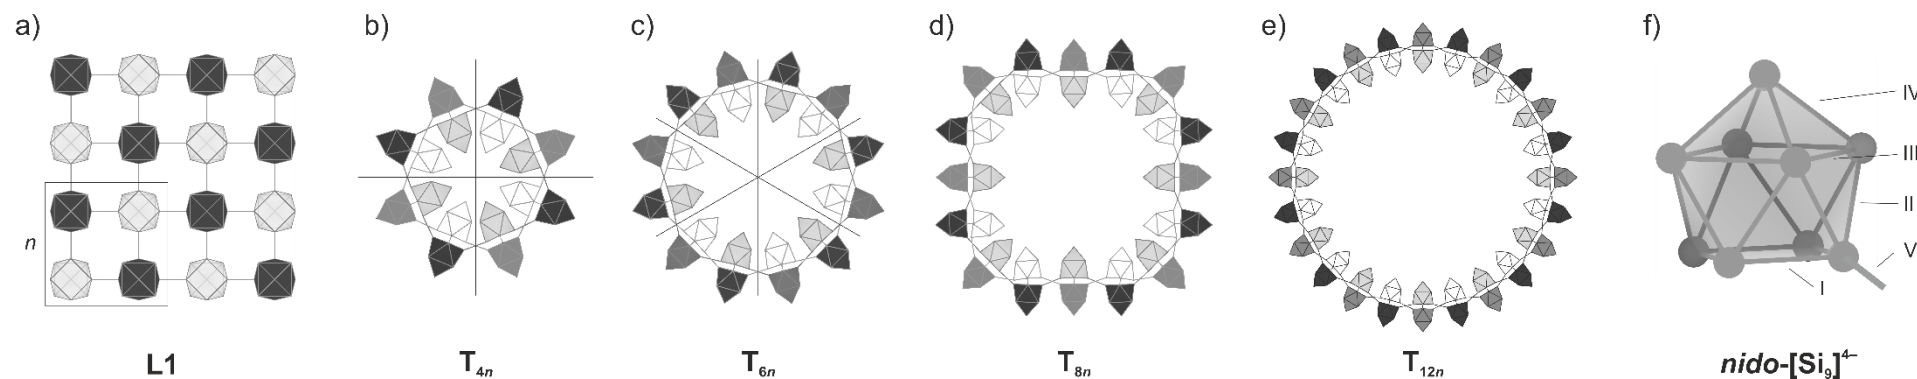 a)
b)
c)
d)
e)
f)
n
IV
III
II
V
I
L1
T4n
T6n
T8n
T12n
nido-[Si9]4–